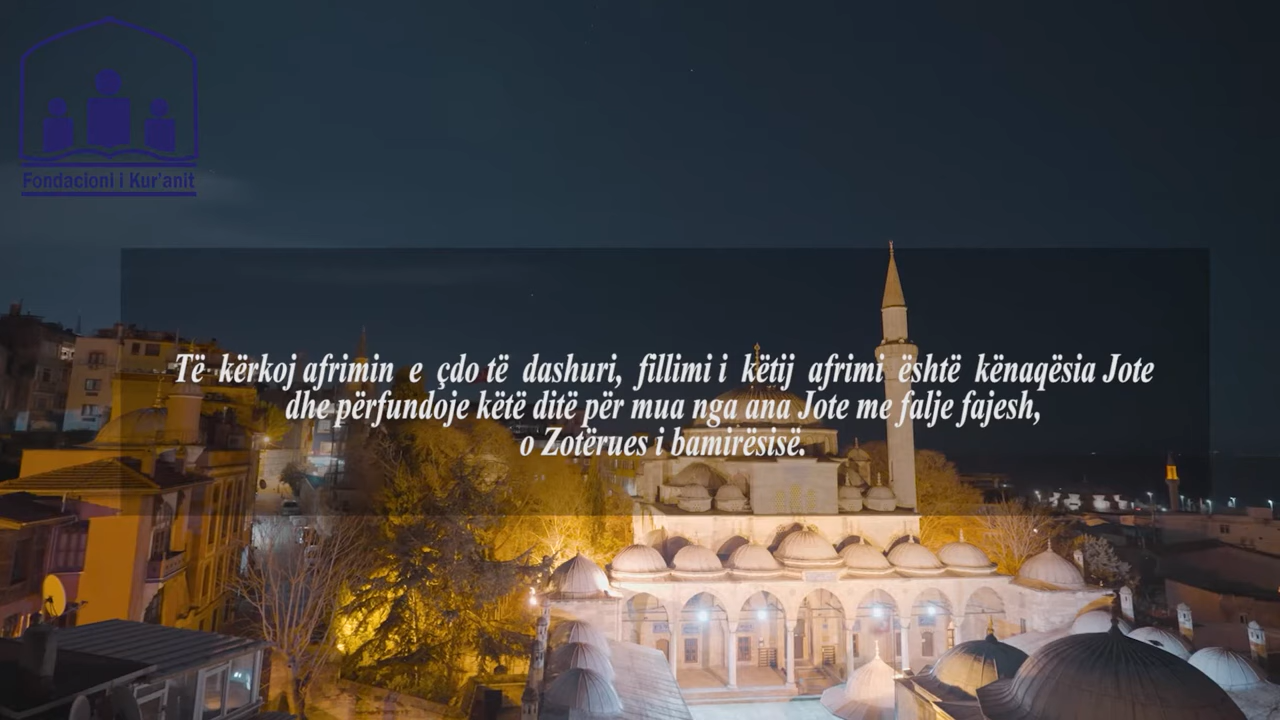 Fondacioni i Kur'anit
Të kërkoj afrimin e çdo të dashuri, fillimi i këtij afrimi është kënaqësia Jote
dhe përfundoje këtë ditë për mua nga ana Jote me falje fajesh,
o Zotërues i bamirësisë.